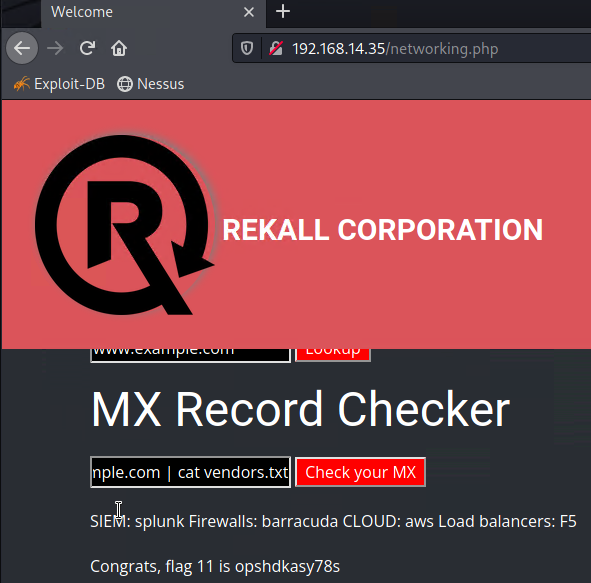 Welcome
192.168.14.35/networking.php
Exploit-DB Nessus
R REKALL CORPORATION
www.example.com Lookup
MX Record Checker
nple.com | cat vendors.txt Check your MX
SIEM: splunk Firewalls: barracuda CLOUD: aws Load balancers: F5
Congrats, flag 11 is opshdkasy78s